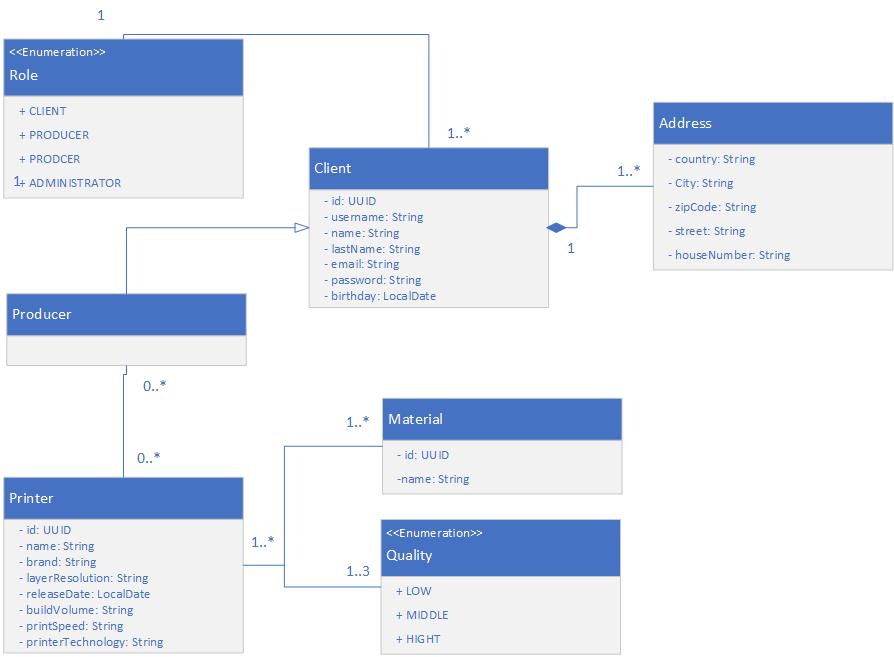 1
<<Enumeration>>
Role
+ CLIENT
+ PRODUCER
+ PRODCER
1+ ADMINISTRATOR
1..*
Client
- id: UUID
- username: String
- name: String
- lastName: String
- email: String
- password: String
- birthday: LocalDate
1..*
1
Address
- country: String
- City: String
- zipCode: String
- street: String
- houseNumber: String
Producer
0..*
0..*
Printer
- id: UUID
- name: String
- brand: String
- layerResolution: String
- releaseDate: LocalDate
- buildVolume: String
- printSpeed: String
- printerTechnology: String
1..*
1..*
Material
- id: UUID
-name: String
1..3
<<Enumeration>>
Quality
+ LOW
+ MIDDLE
+ HIGHT